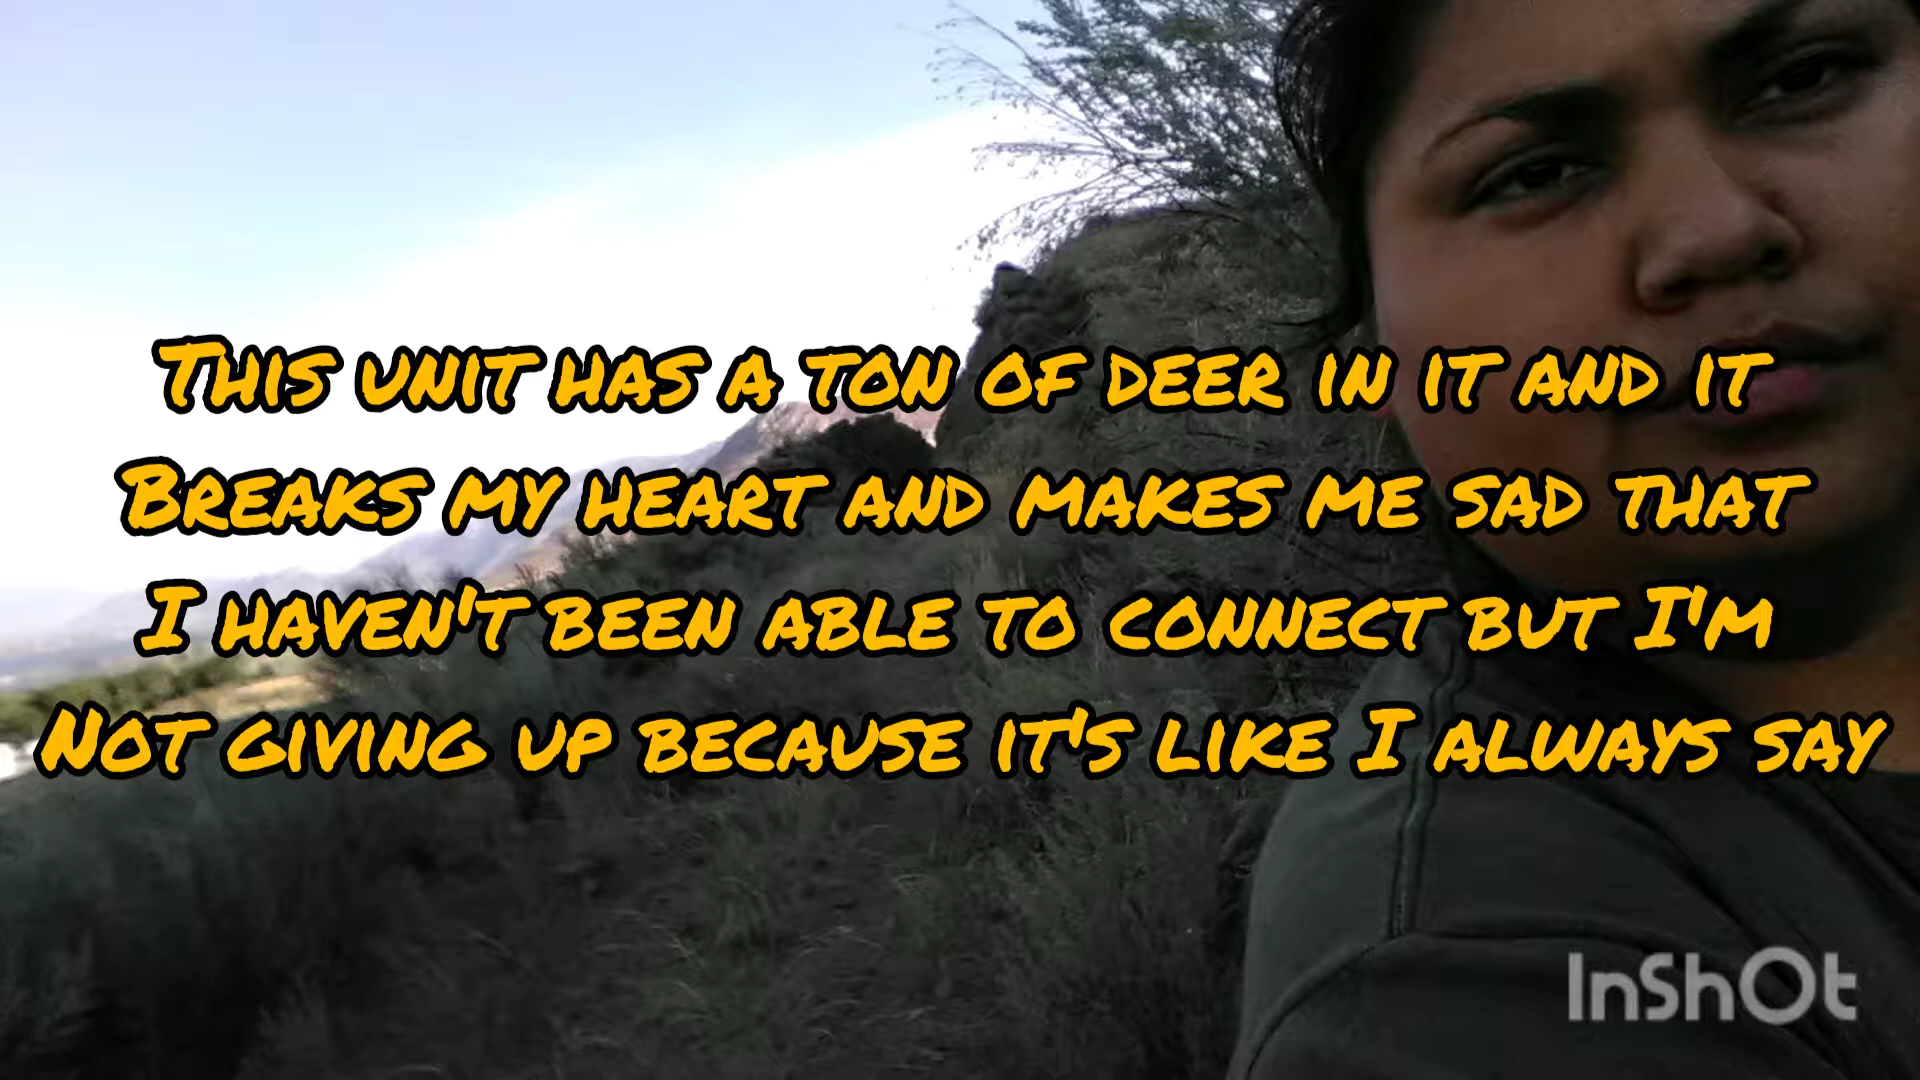 This unit has a ton of deer in it and it
Breaks my heart and makes me sad that
I haven't been able to connect but I'm
Not giving up because it's like I always say
InShOt